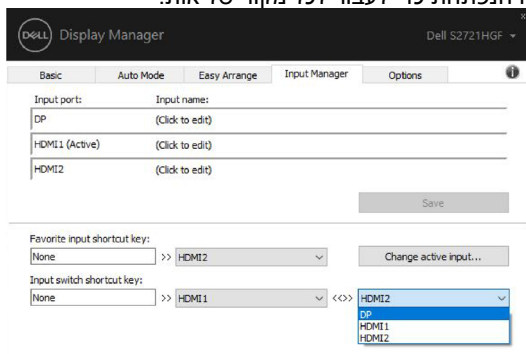 DELL Display Manager Dell S2721HGF
Basic Auto Mode Easy Arrange Input Manager Options
Input port: Input name:
DP (Click to edit)
HDMI1 (Active) (Click to edit)
HDMI2 (Click to edit)
Save
Favorite input shortcut key:
None >> HDMI2 Change active input...
Input switch shortcut key:
None >> HDMI1 <<>> HDMI2
DP
HDMI1
HDMI2